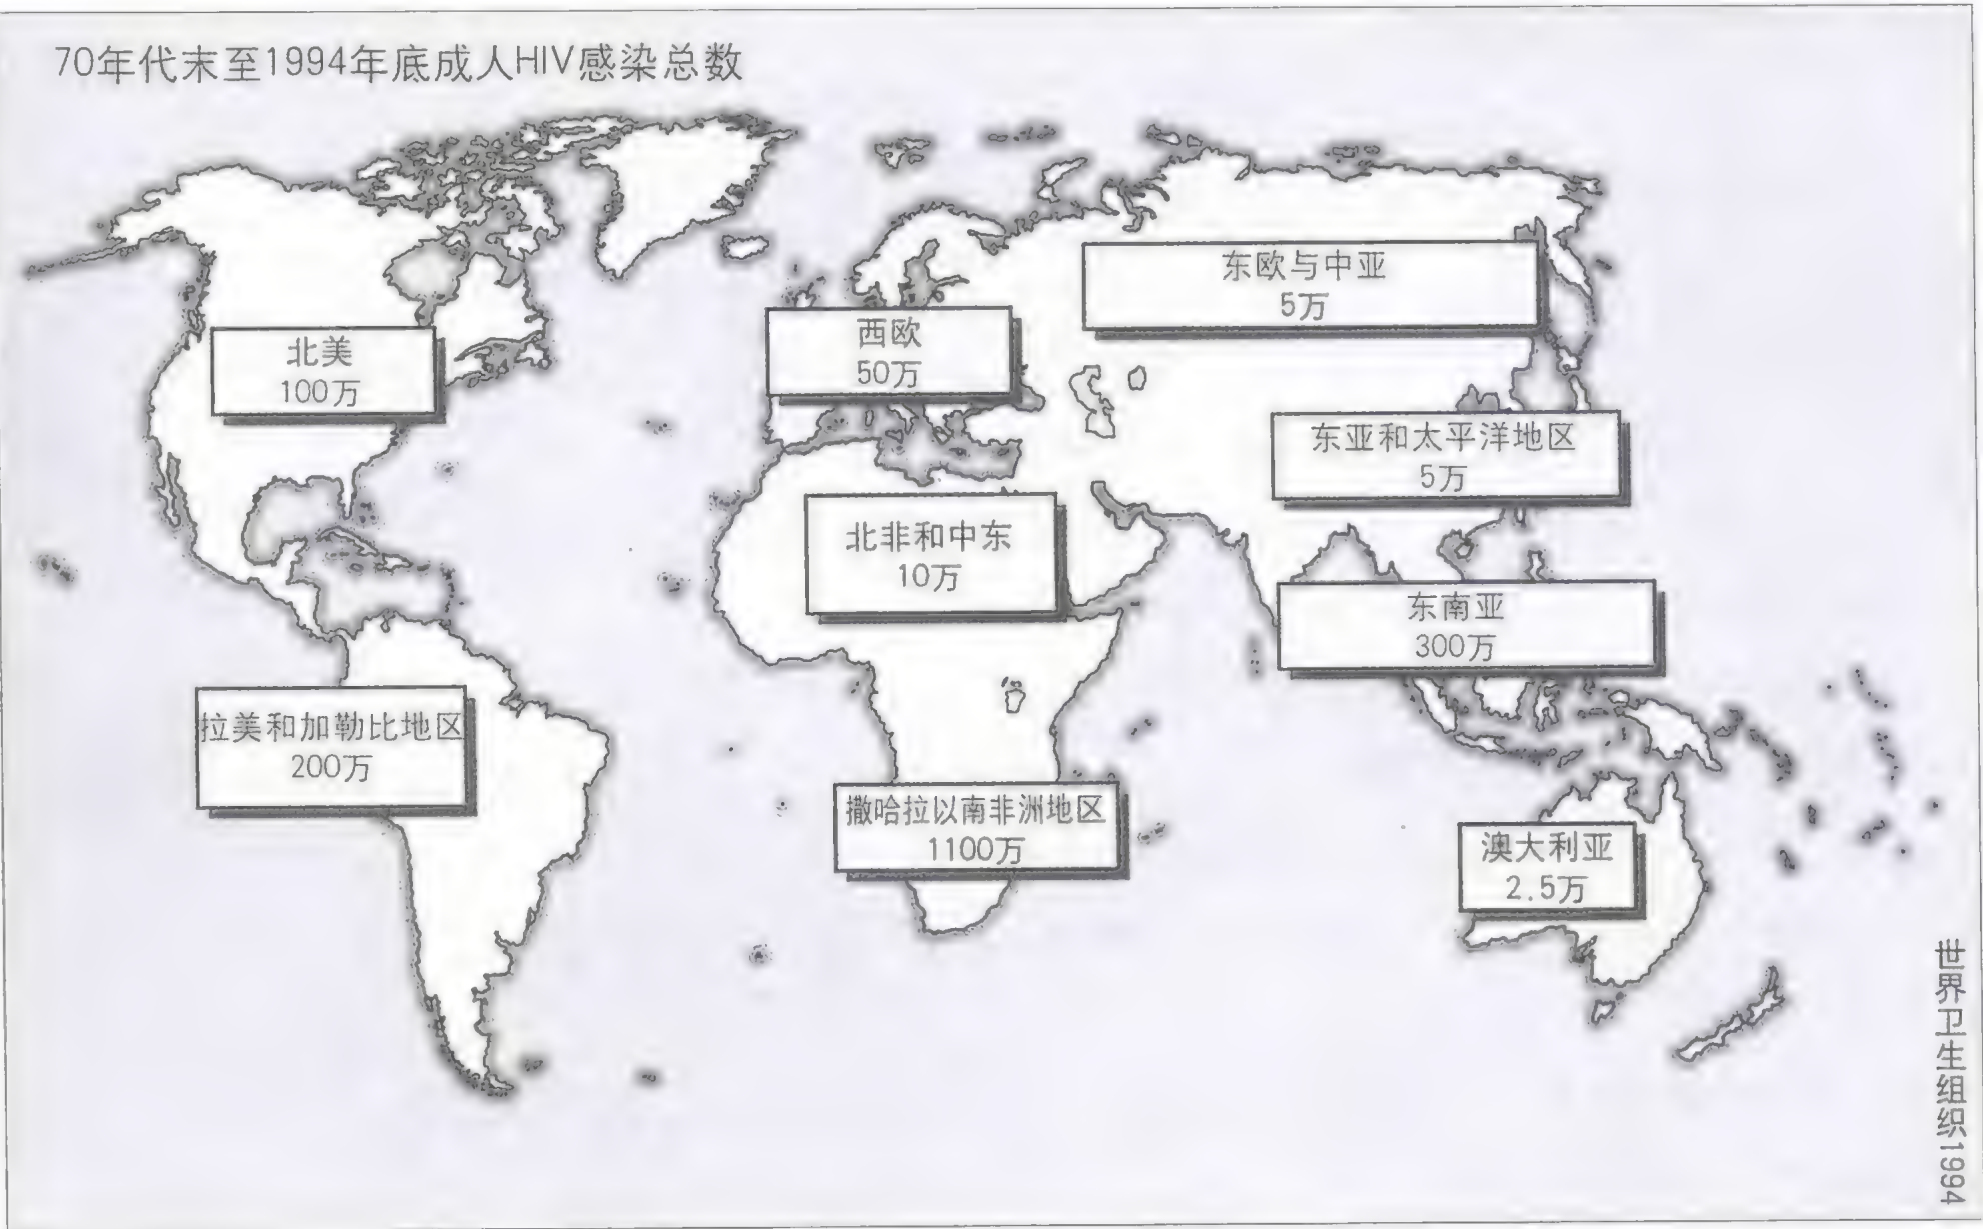 70年代末至1994年底成人HIV感染总数
东欧与中亚
5万
西欧
50万
北美
100万
东亚和太平洋地区
5万
北非和中东
10万
东南亚
300万
拉美和加勒比地区
200万
撒哈拉以南非洲地区
1100万
澳大利亚
2.5万
世界卫生组织1994